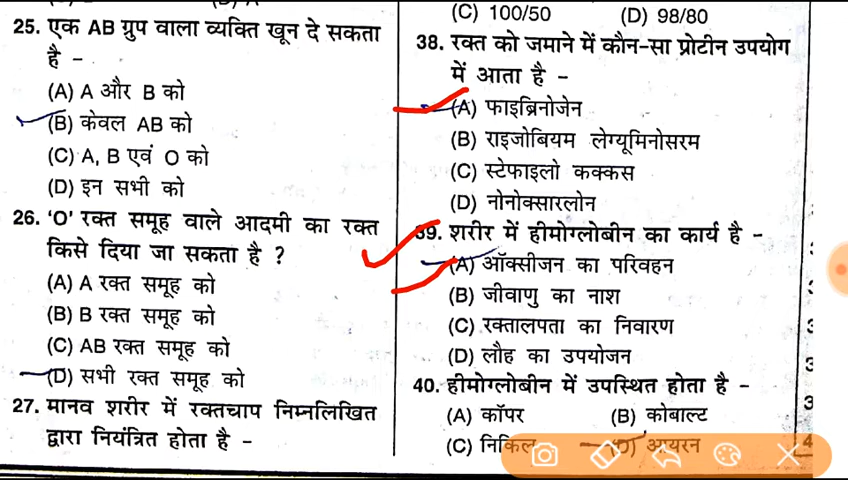 25. एक AB ग्रुप वाला व्यक्ति खून दे सकता
है -
(A) A और B को
(B) केवल AB को
(C) A, B एवं O को
(D) इन सभी को
26. 'O' रक्त समूह वाले आदमी का रक्त
किसे दिया जा सकता है ?
(A) A रक्त समूह को
(B) B रक्त समूह को
(C) AB रक्त समूह को
(D) सभी रक्त समूह को
27. मानव शरीर में रक्तचाप निम्नलिखित
द्वारा नियंत्रित होता है -
(C) 100/50 (D) 98/80
38. रक्त को जमाने में कौन-सा प्रोटीन उपयोग
में आता है -
(A) फाइब्रिनोजेन
(B) राइजोबियम लेग्यूमिनोसरम
(C) स्टेफाइलो कक्कस
(D) नोनोक्सारलोन
39. शरीर में हीमोग्लोबीन का कार्य है -
(A) ऑक्सीजन का परिवहन
(B) जीवाणु का नाश
(C) रक्तालपता का निवारण
(D) लौह का उपयोजन
40. हीमोग्लोबीन में उपस्थित होता है -
(A) कॉपर (B) कोबाल्ट
(C) निकिल (D) आयरन